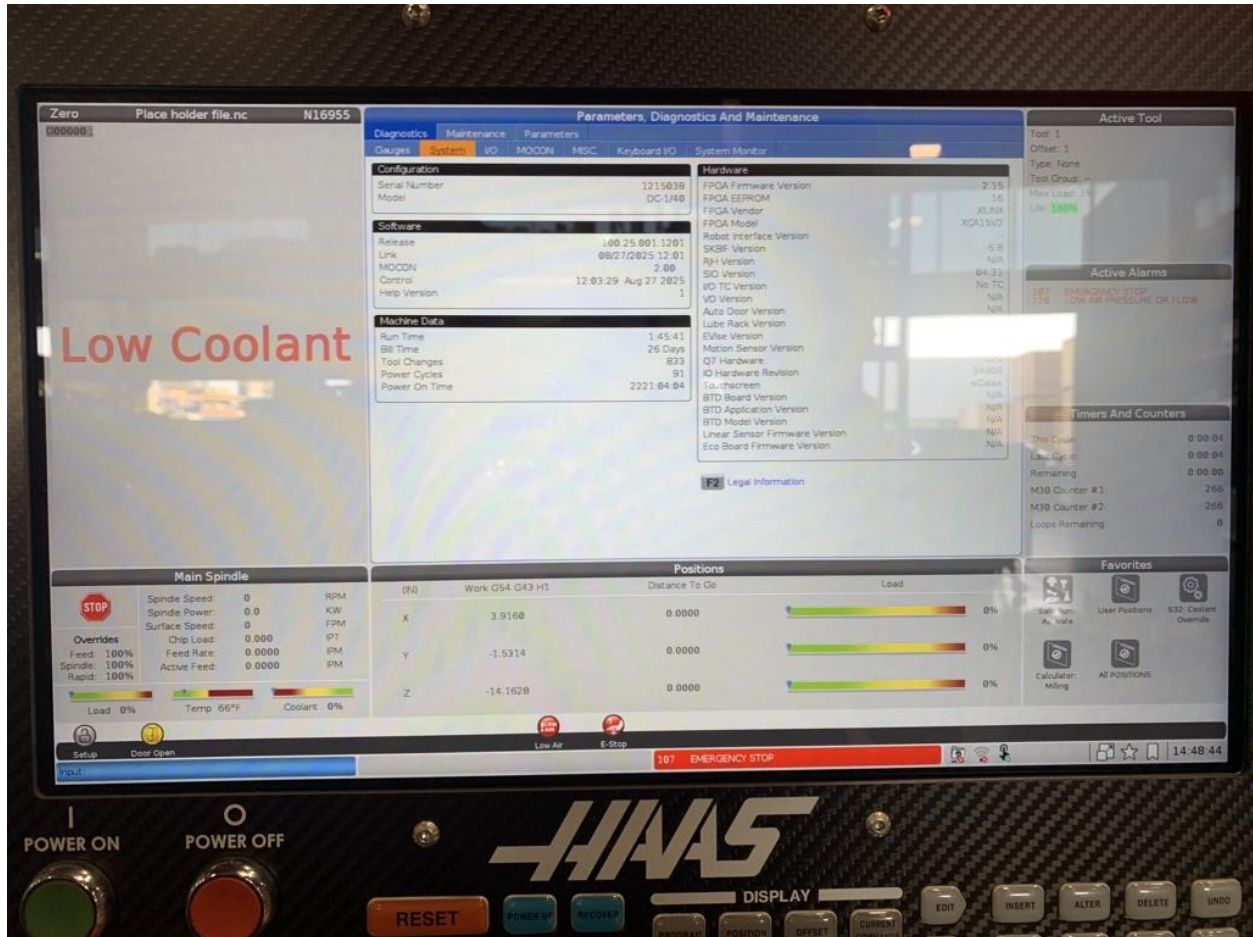 Zero Place holder file.nc N16955
O00000 ;
Low Coolant
Parameters, Diagnostics And Maintenance
Diagnostics Maintenance Parameters
Gauges System I/O MOCON MISC. Keyboard I/O System Monitor
Configuration
Serial Number 1215038
Model DC-1/40
Software
Release 100.25.001.1201
Link 08/27/2025 12:01
MOCON 2.00
Control 12:03:29 Aug 27 2025
Help Version 1
Machine Data
Run Time 1:45:41
Bill Time 26 Days
Tool Changes 833
Power Cycles 91
Power On Time 2221:04:04
Hardware
FPGA Firmware Version 2.15
FPGA EEPROM 16
FPGA Vendor XLINX
FPGA Model
Robot Interface Version -
SKBIF Version 6.8
RJH Version N/A
SIO Version 04.31
I/O TC Version No TC
VD Version N/A
Auto Door Version N/A
Lube Rack Version
EVise Version
Motion Sensor Version
QT Hardware
IO Hardware Revision
Touchscreen eGalax
BTD Board Version N/A
BTD Application Version N/A
BTD Model Version N/A
Linear Sensor Firmware Version N/A
Eco Board Firmware Version N/A
F2 Legal Information
Active Tool
Tool: 1
Offset: 1
Type: None
Tool Group: --
Max Load:
Life: 100%
Active Alarms
107 EMERGENCY STOP
120 LOW AIR PRESSURE OR FLOW
Timers And Counters
This Cycle: 0:00:04
Last Cycle: 0:00:04
Remaining 0:00:00
M30 Counter #1: 266
M30 Counter #2: 266
Loops Remaining: 0
Main Spindle
STOP
Spindle Speed: 0 RPM
Spindle Power: 0.0 KW
Surface Speed: 0 FPM
Chip Load: 0.000 IPT
Feed Rate: 0.0000 IPM
Active Feed: 0.0000 IPM
Overrides
Feed: 100%
Spindle: 100%
Rapid: 100%
Load 0% Temp 66°F Coolant 0%
Positions
(IN) Work G54 G43 H1 Distance To Go Load
X 3.9160 0.0000 0%
Y -1.5314 0.0000 0%
Z -14.1628 0.0000 0%
Favorites
Safe Run: Activate
User Positions
532: Coolant Override
Calculator: Milling
All POSITIONS
Setup Door Open
LOW AIR
Low Air E-Stop
Input:
107 EMERGENCY STOP
14:48:44
POWER ON POWER OFF
HAAS
DISPLAY
RESET POWER UP RECOVER
PROGRAM POSITION OFFSET CURRENT
EDIT INSERT ALTER DELETE UNDO